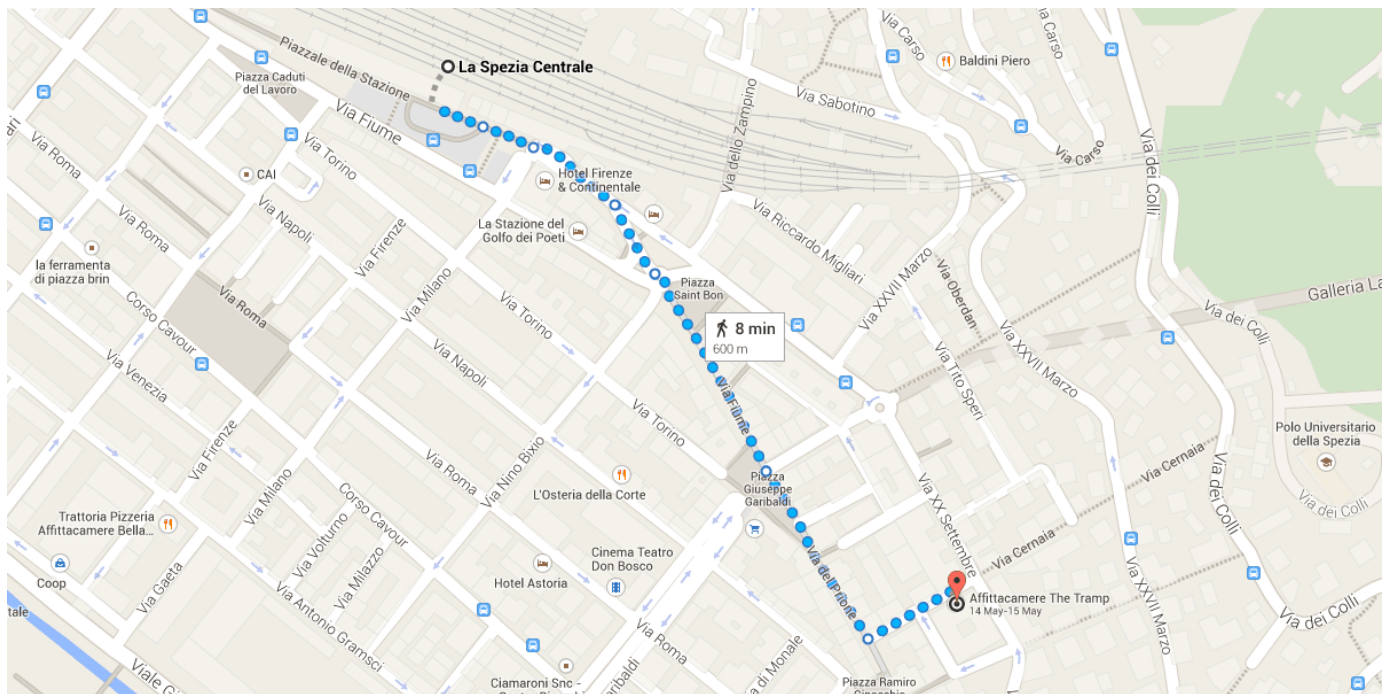 La Spezia Centrale
Piazzale della Stazione
Piazza Caduti
del Lavoro
Via Fiume
Via Torino
Via Roma
CAI
Via Napoli
Via Firenze
Via Milano
Via Roma
la ferramenta
di piazza brin
Via Roma
Corso Cavour
Via Venezia
Hotel Firenze
& Continentale
La Stazione del
Golfo dei Poeti
Via dello Zampino
Via Sabotino
Via Carso
Via Carso
Baldini Piero
Via Carso
Via dei Colli
Via Riccardo Migliari
Via XXVII Marzo
Via Oberdan
Galleria La
Via dei Colli
Piazza
Saint Bon
8 min
600 m
Via Torino
Via Napoli
Via Fiume
Via Tito Speri
Via XXVII Marzo
Via Torino
Via Nino Bixio
Via Roma
Via Firenze
Via Milano
Corso Cavour
L'Osteria della Corte
Piazza
Giuseppe
Garibaldi
Via Cernaia
Via dei Colli
Polo Universitario
della Spezia
Via dei Colli
Trattoria Pizzeria
Affittacamere Bella...
Via Volturno
Via Milazzo
Via Gaeta
Coop
Via Antonio Gramsci
Hotel Astoria
Cinema Teatro
Don Bosco
Via del Prione
Via XX Settembre
Via Cernaia
Affittacamere The Tramp
14 May-15 May
Via XXVII Marzo
Via dei Colli
Via Roma
di Monale
aribaldi
Ciamaroni Snc -
Piazza Ramiro
tale
Viale G